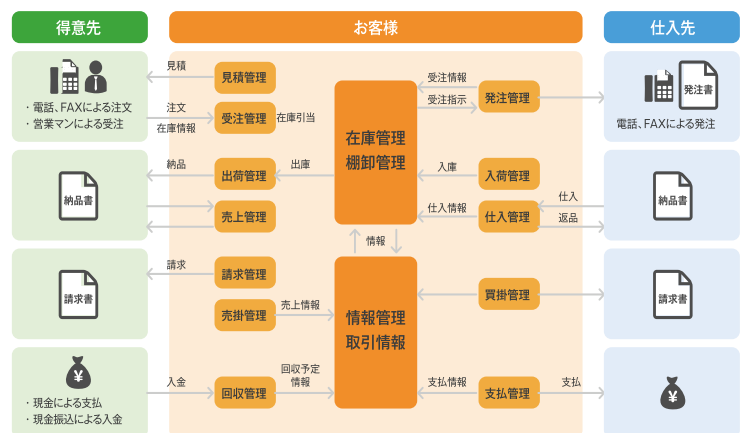 得意先
お客様
仕入先
・電話、FAXによる注文
・営業マンによる受注
見積
見積管理
注文
在庫情報
受注管理
在庫引当
在庫管理
棚卸管理
受注情報
受注指示
発注管理
発注書
電話、FAXによる発注
納品書
納品
出荷管理
出庫
売上管理
入庫
入荷管理
仕入情報
仕入管理
仕入
返品
納品書
情報
請求書
請求
請求管理
売掛管理
売上情報
情報管理
取引情報
買掛管理
請求書
¥
・現金による支払
・現金振込による入金
入金
回収管理
回収予定
情報
支払情報
支払管理
支払
¥